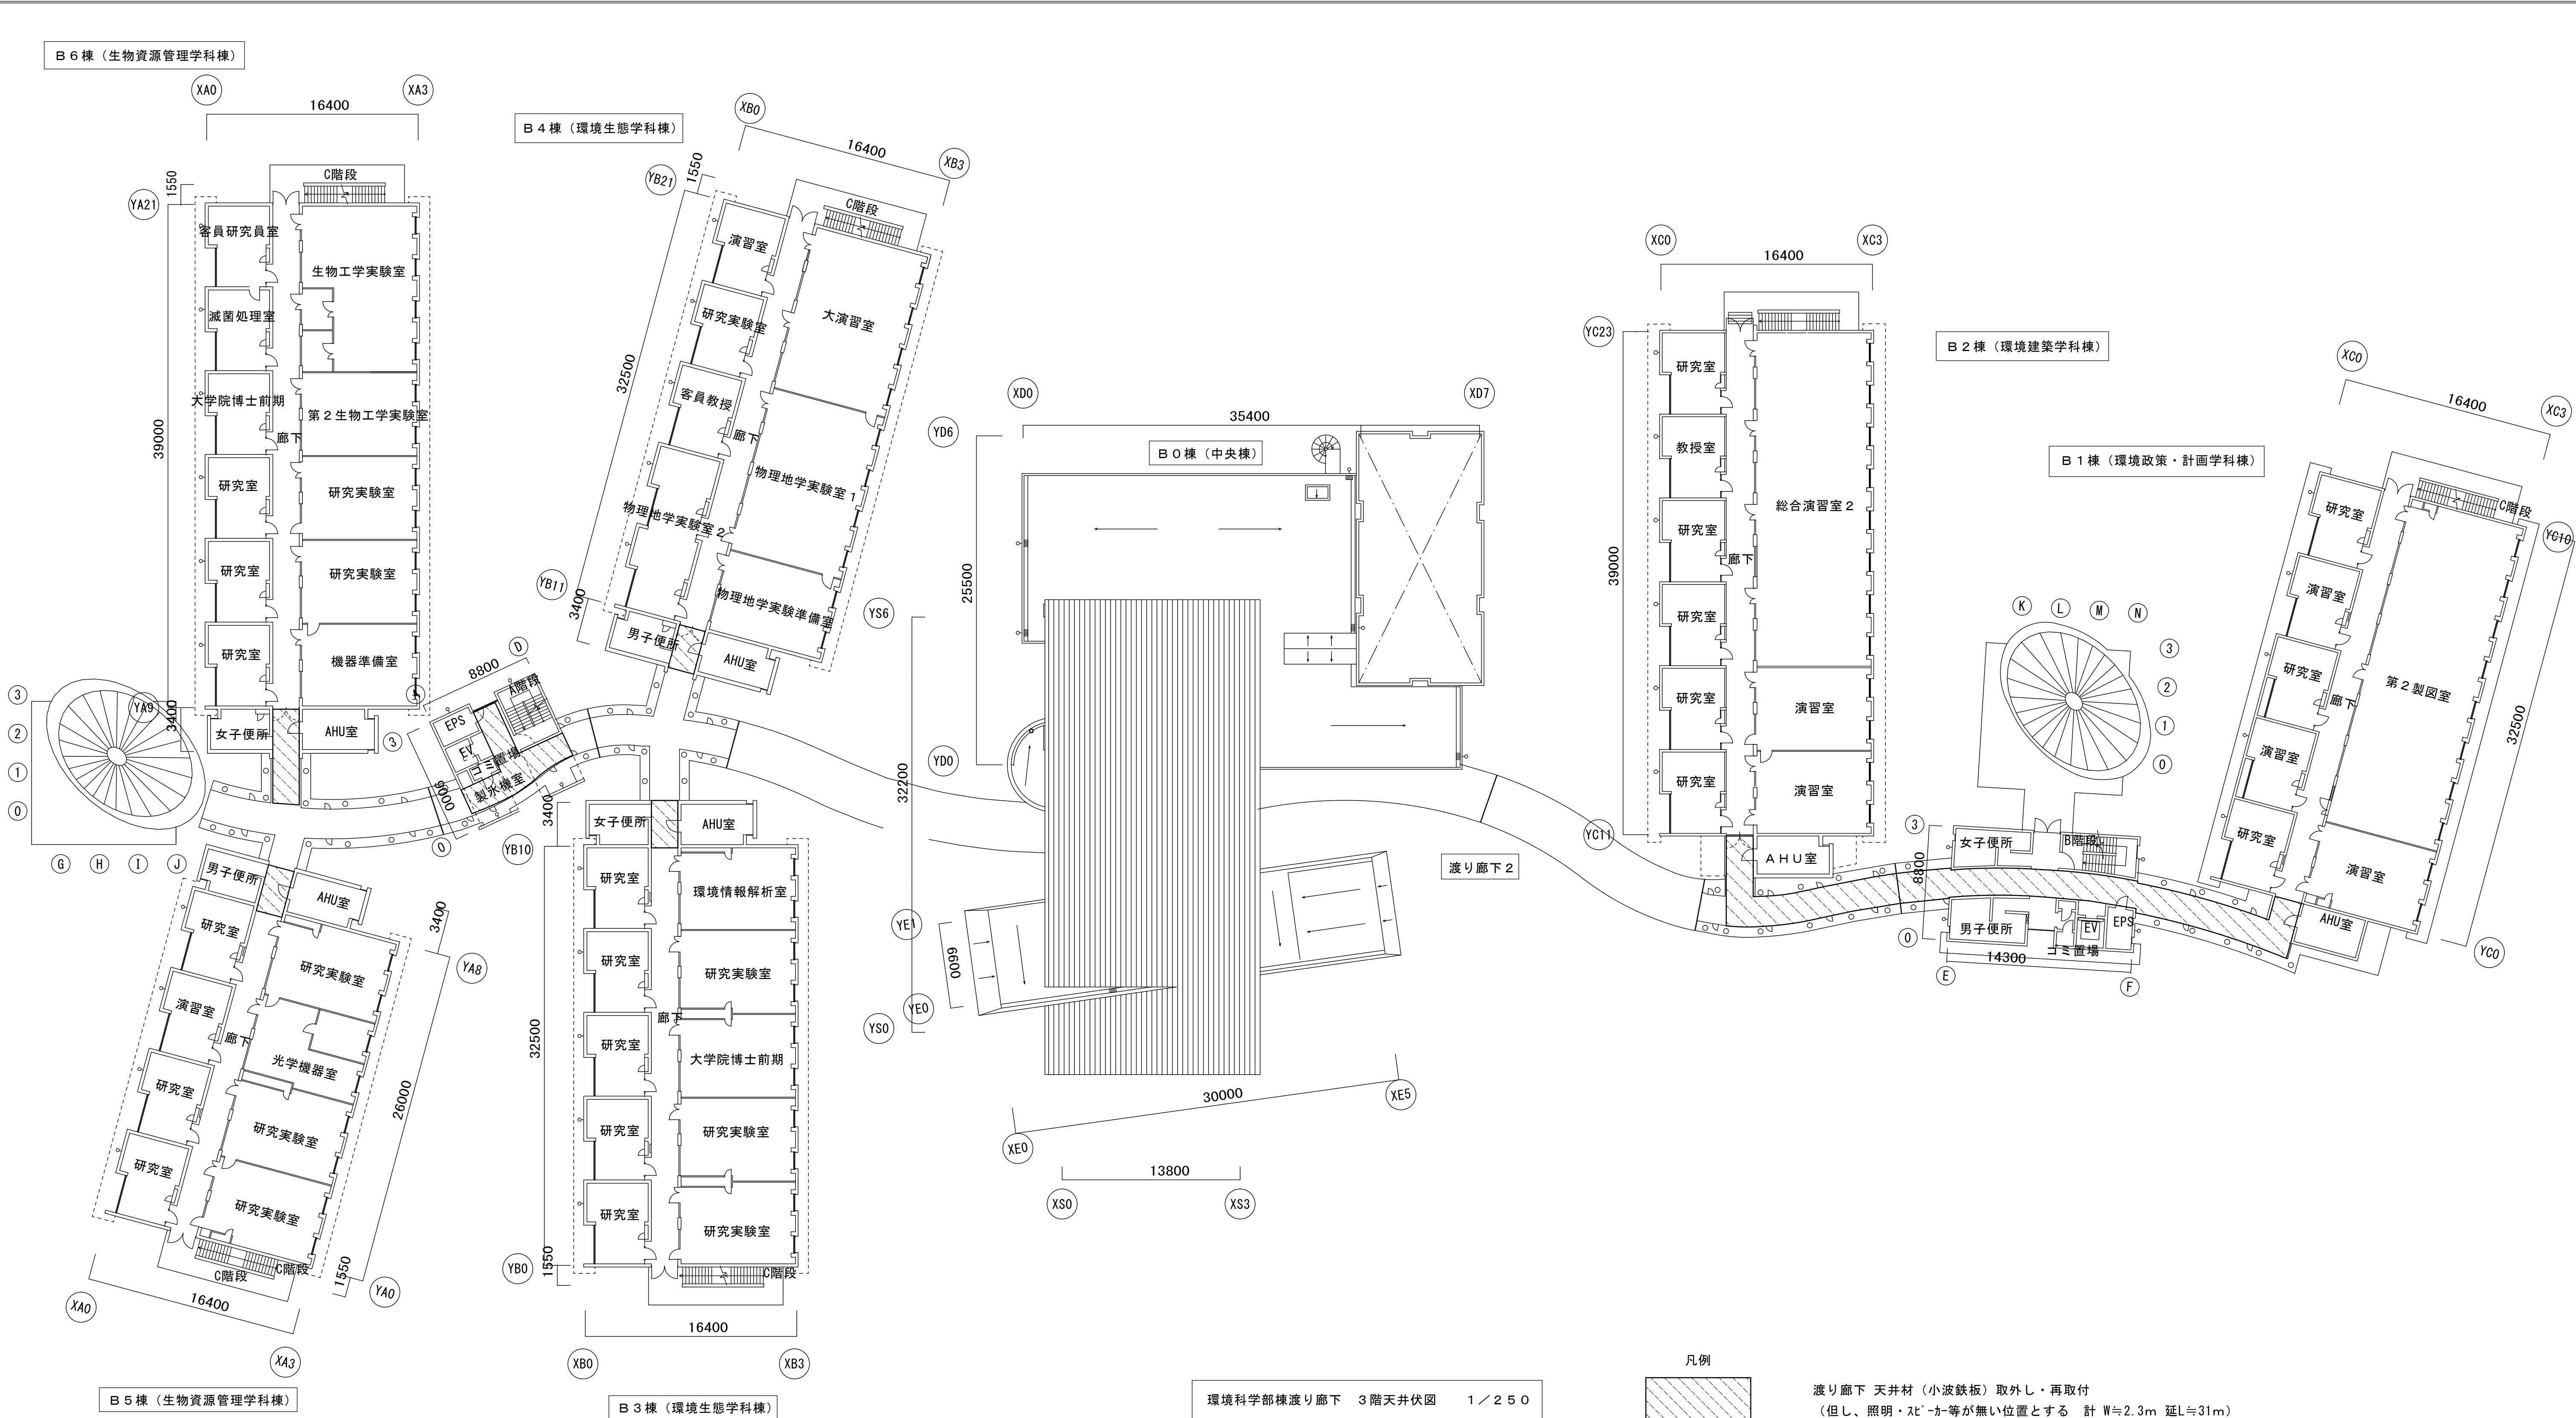 B6棟（生物資源管理学科棟）
XA0
XA3
16400
1550
YA21
C階段
客員研究員室
生物工学実験室
滅菌処理室
大学院博士前期
第2生物工学実験室
廊下
39000
研究室
研究実験室
研究室
研究実験室
研究室
機器準備室
YA9
3400
女子便所
AHU室
3
2
1
0
G
H
I
J
B4棟（環境生態学科棟）
XB0
XB3
16400
1550
YB21
C階段
演習室
研究実験室
大演習室
32500
客員教授
廊下
物理地学実験室1
物理地学実験室2
物理地学実験準備室
YB11
3400
男子便所
AHU室
D
8800
A階段
EPS
EV
ゴミ置場
製氷機室
3
9000
0
男子便所
AHU室
3400
YA8
研究室
研究実験室
演習室
廊下
光学機器室
研究室
研究実験室
26000
研究室
研究実験室
C階段
C階段
1550
YA0
XA0
16400
XA3
B5棟（生物資源管理学科棟）
3400
YB10
女子便所
AHU室
研究室
環境情報解析室
研究室
研究実験室
廊下
32500
研究室
大学院博士前期
研究室
研究実験室
研究室
研究実験室
YB0
1550
C階段
16400
XB0
XB3
B3棟（環境生態学科棟）
XD0
XD7
35400
YD6
B0棟（中央棟）
25500
YS6
YD0
32200
YE1
6600
YE0
YS0
30000
XE5
XE0
13800
XS0
XS3
渡り廊下2
XC0
XC3
16400
YC23
B2棟（環境建築学科棟）
研究室
教授室
総合演習室2
研究室
廊下
39000
研究室
研究室
演習室
研究室
演習室
YC11
AHU室
XC0
XC3
16400
B1棟（環境政策・計画学科棟）
研究室
C階段
YC10
演習室
研究室
廊下
第2製図室
32500
演習室
研究室
演習室
AHU室
YC0
K
L
M
N
3
2
1
0
3
8800
0
女子便所
B階段
男子便所
EV
EPS
ゴミ置場
14300
E
F
環境科学部棟渡り廊下　3階天井伏図　1／250
凡例
渡り廊下 天井材（小波鉄板）取外し・再取付
（但し、照明・ｽﾋﾟｰｶｰ等が無い位置とする　計 W≒2.3m 延L≒31m）